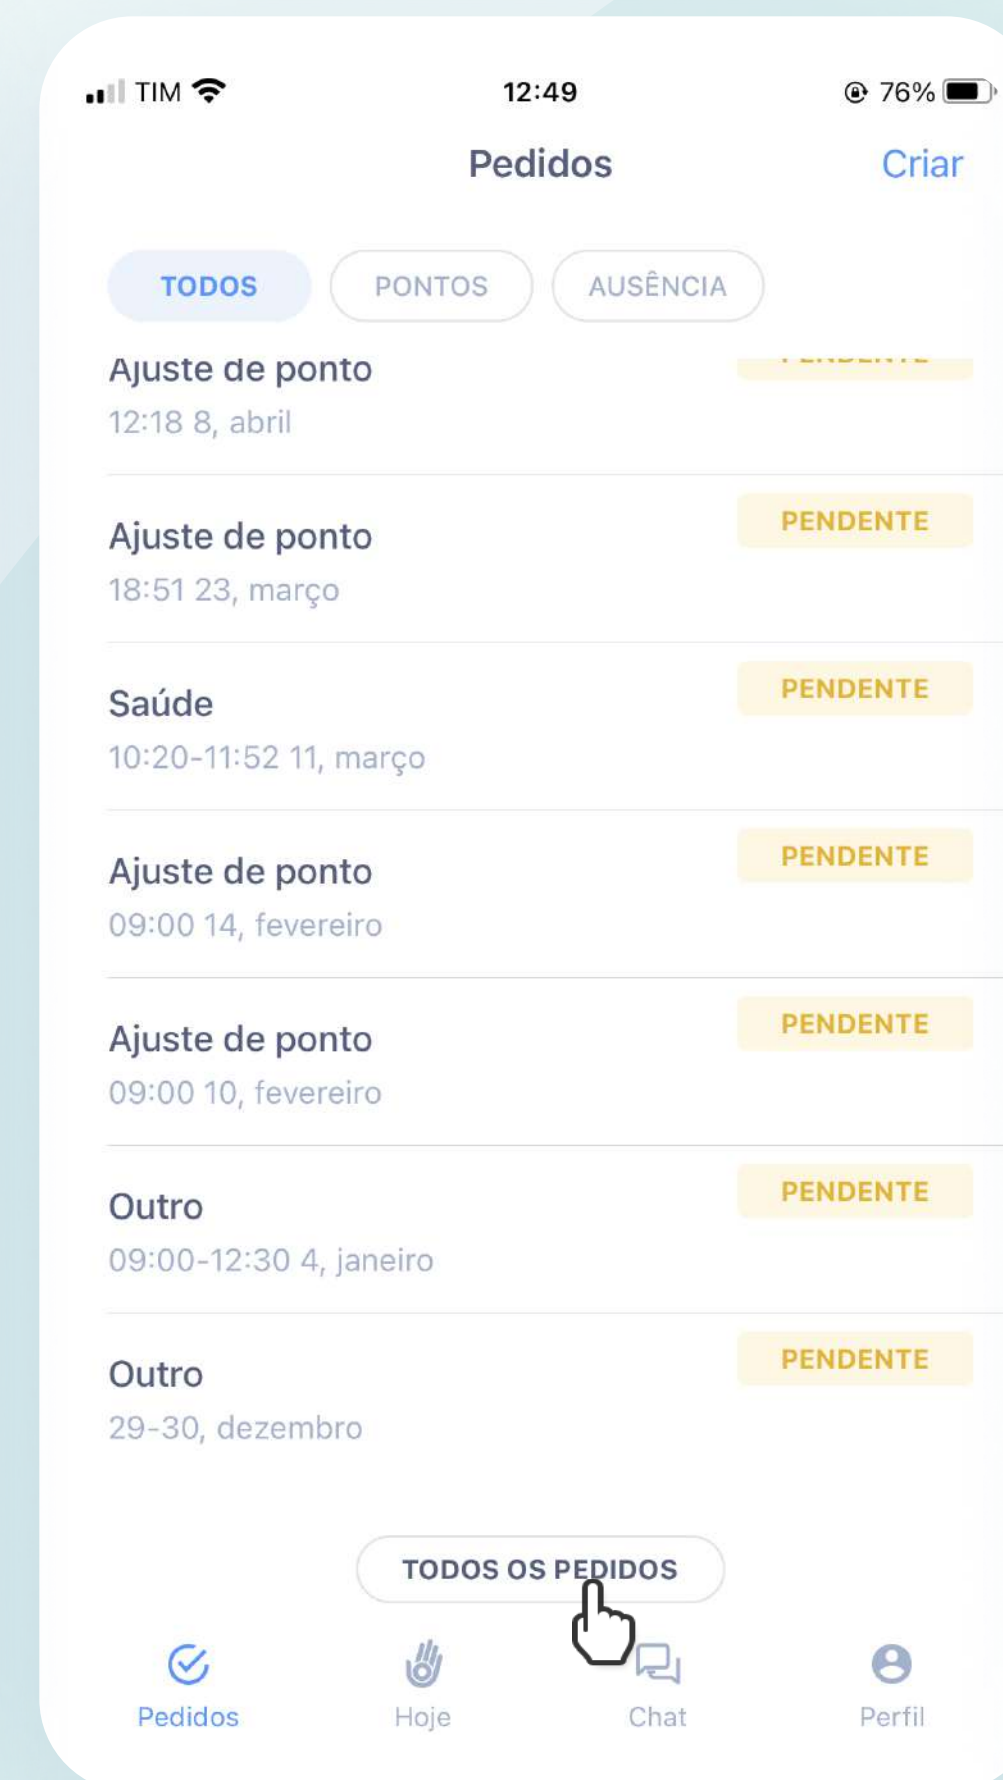 TIM 12:49 76%
Pedidos Criar
TODOS PONTOS AUSÊNCIA
Ajuste de ponto PENDENTE
12:18 8, abril
Ajuste de ponto PENDENTE
18:51 23, março
Saúde PENDENTE
10:20-11:52 11, março
Ajuste de ponto PENDENTE
09:00 14, fevereiro
Ajuste de ponto PENDENTE
09:00 10, fevereiro
Outro PENDENTE
09:00-12:30 4, janeiro
Outro PENDENTE
29-30, dezembro
TODOS OS PEDIDOS
Pedidos Hoje Chat Perfil